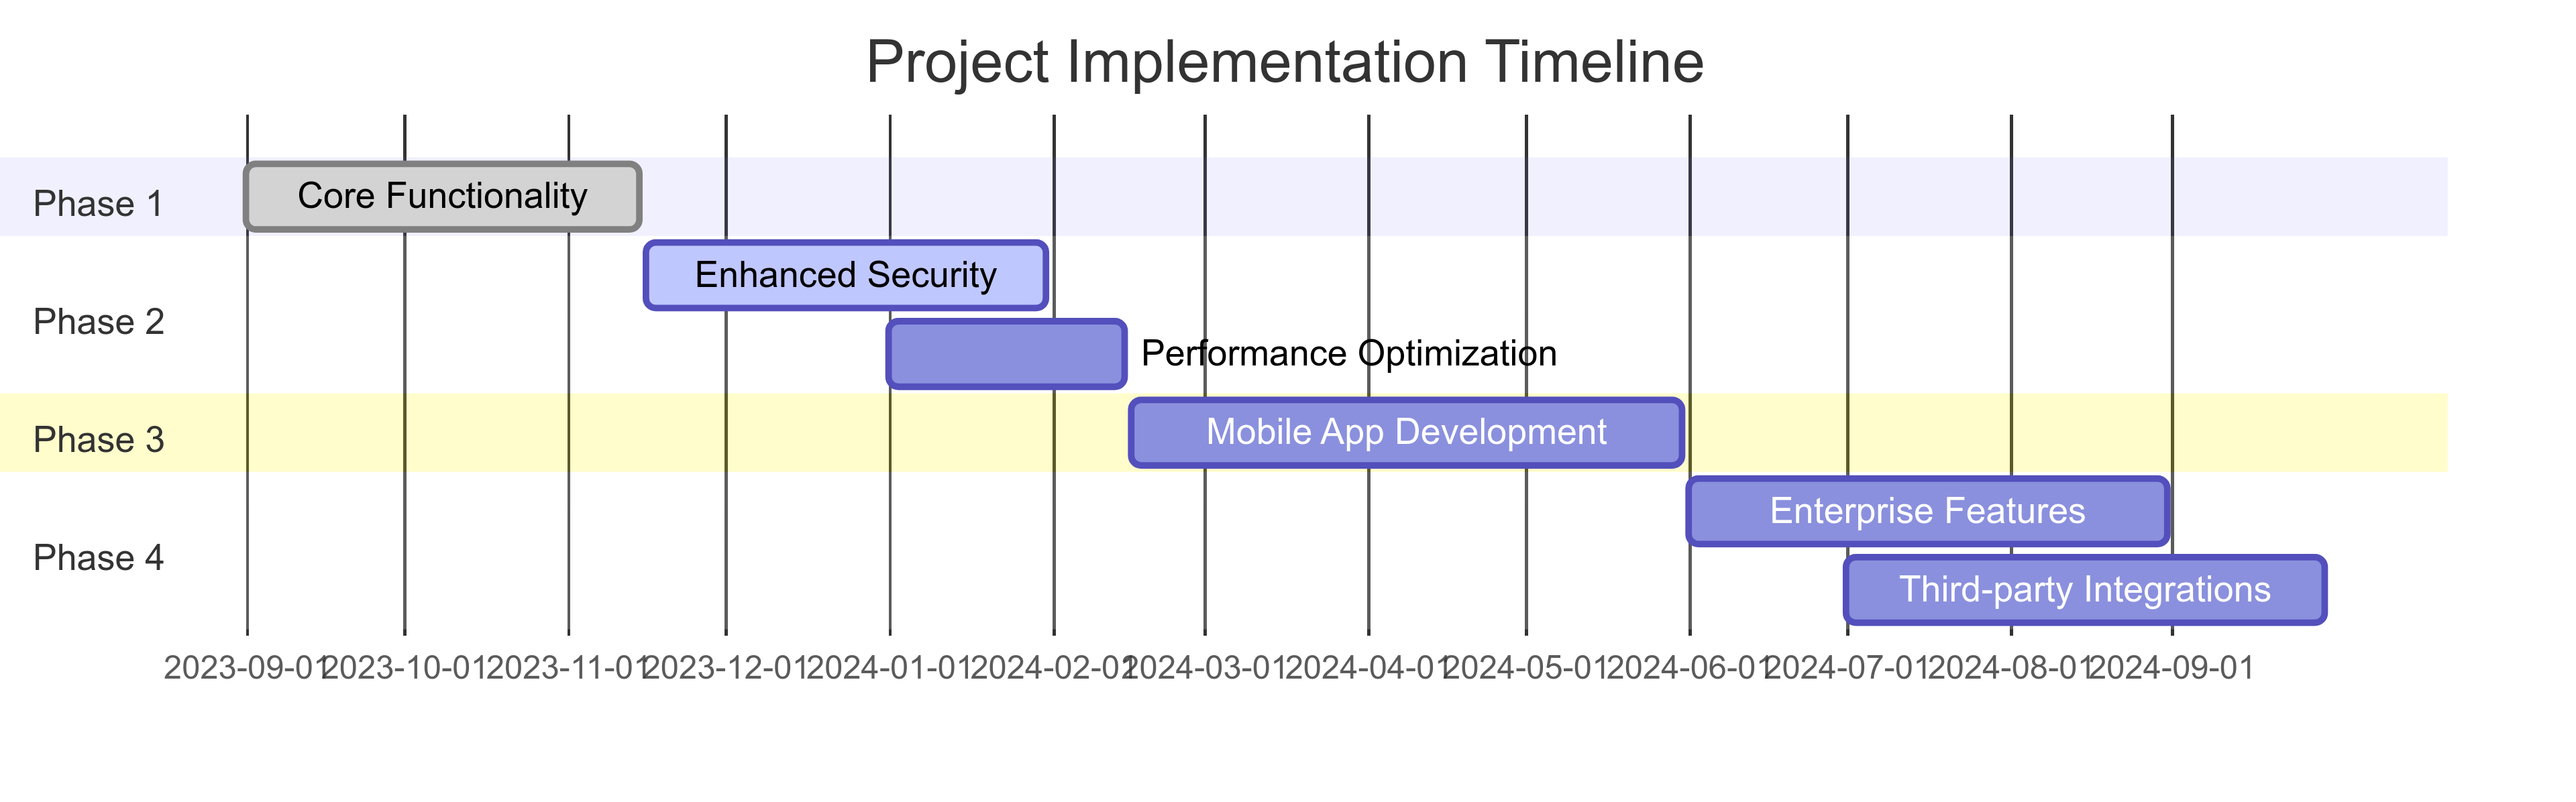 Project Implementation Timeline
Phase 1
Core Functionality
Phase 2
Enhanced Security
Performance Optimization
Phase 3
Mobile App Development
Phase 4
Enterprise Features
Third-party Integrations
2023-09-01
2023-10-01
2023-11-01
2023-12-01
2024-01-01
2024-02-01
2024-03-01
2024-04-01
2024-05-01
2024-06-01
2024-07-01
2024-08-01
2024-09-01